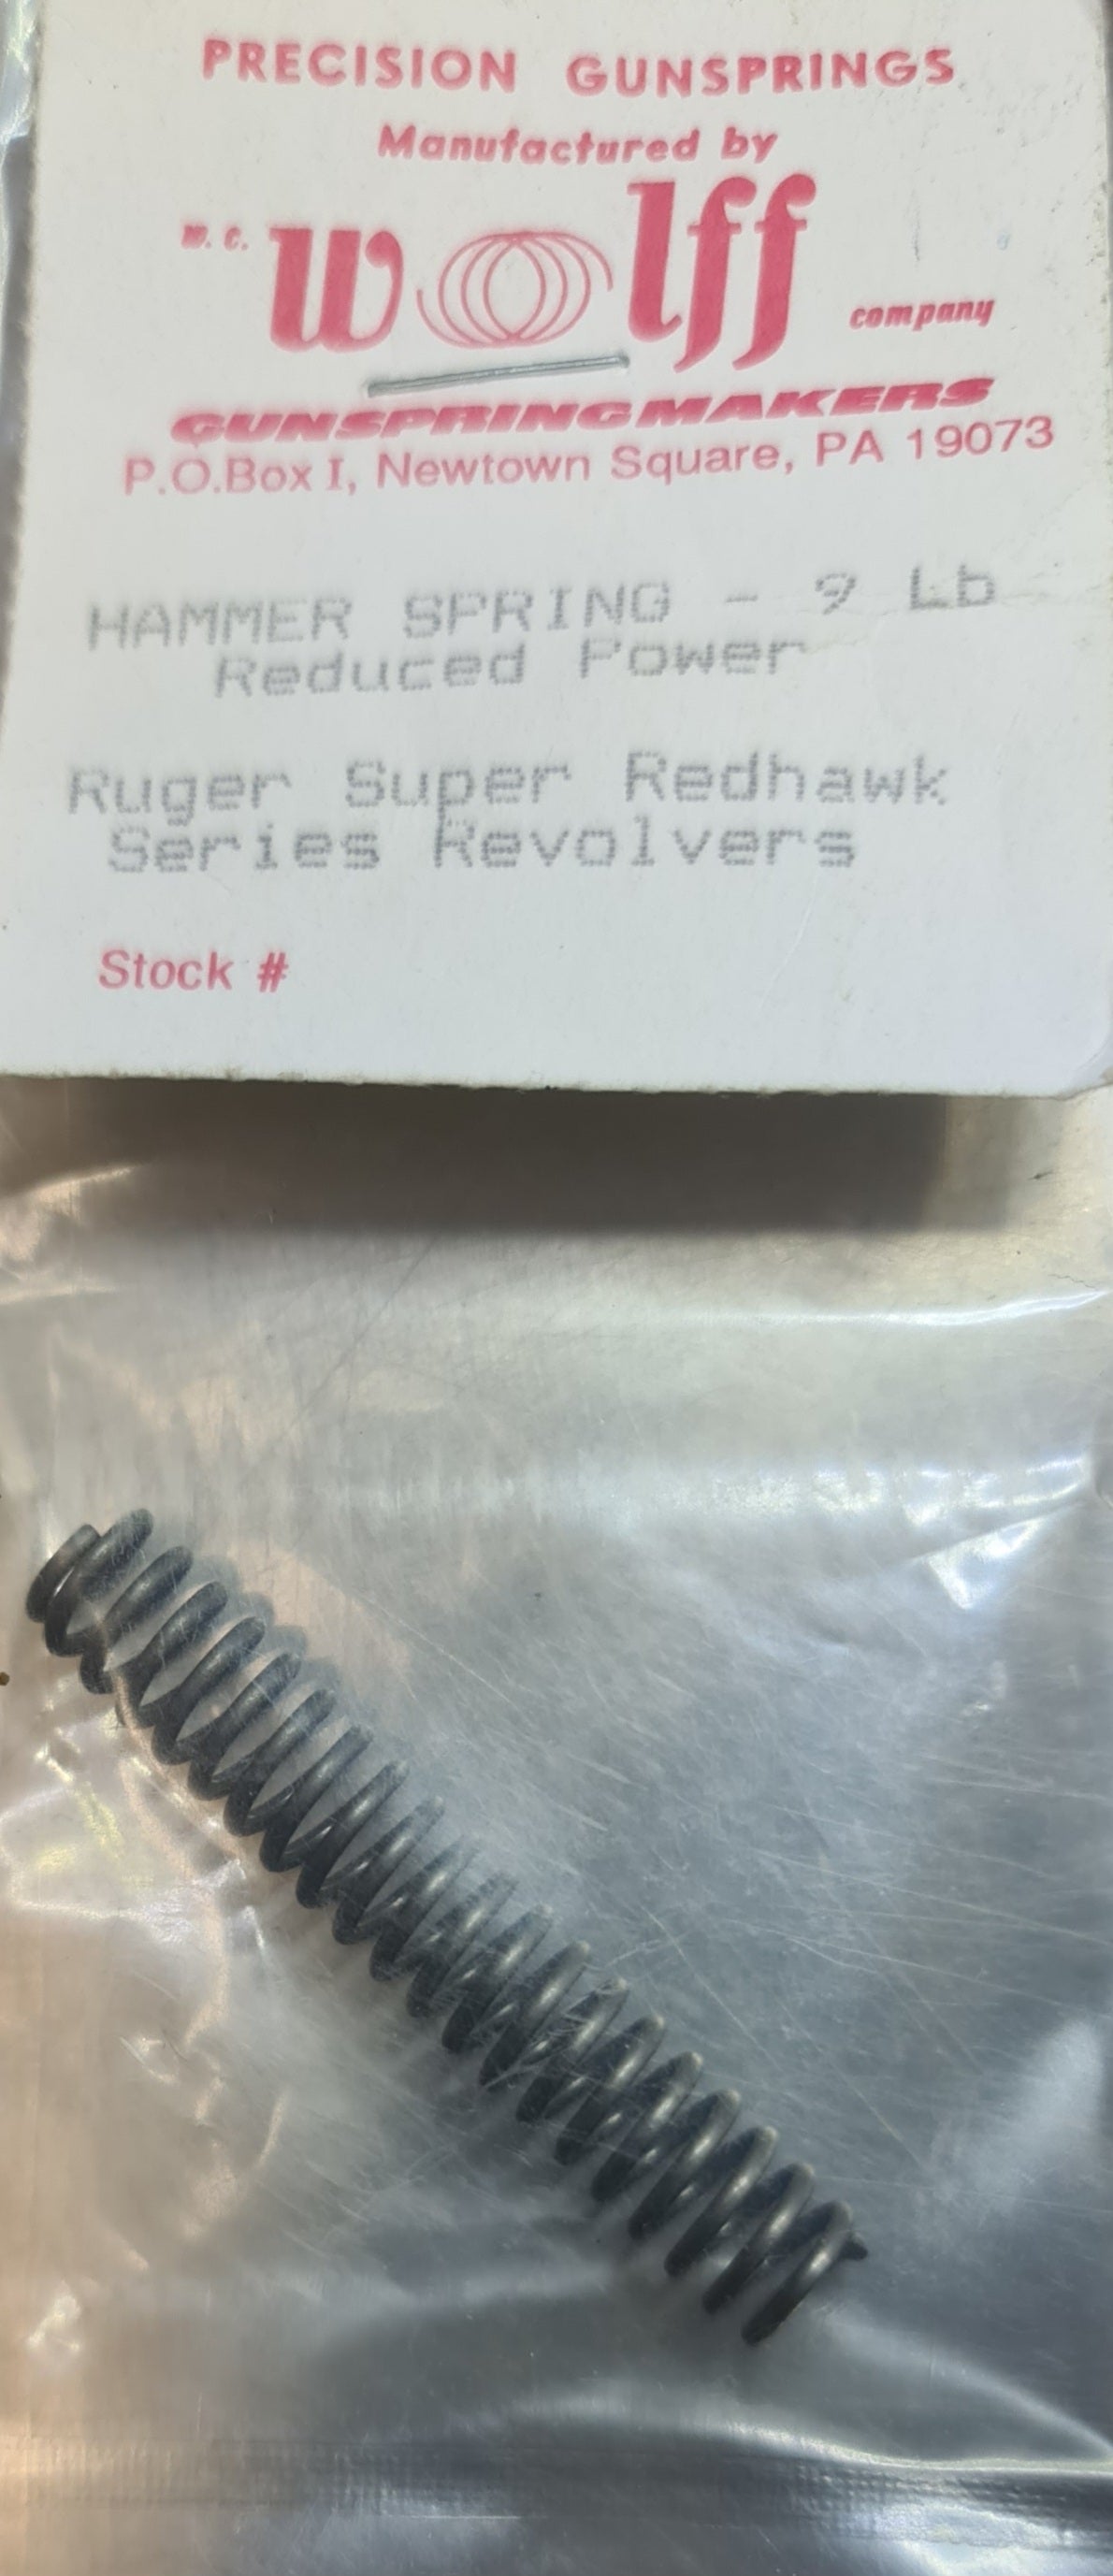 PRECISION GUNSPRINGS
Manufactured by
W. C. Wolff company
GUNSPRINGMAKERS
P.O.Box I, Newtown Square, PA 19073
HAMMER SPRING - 9 Lb
Reduced Power
Ruger Super Redhawk
Series Revolvers
Stock #